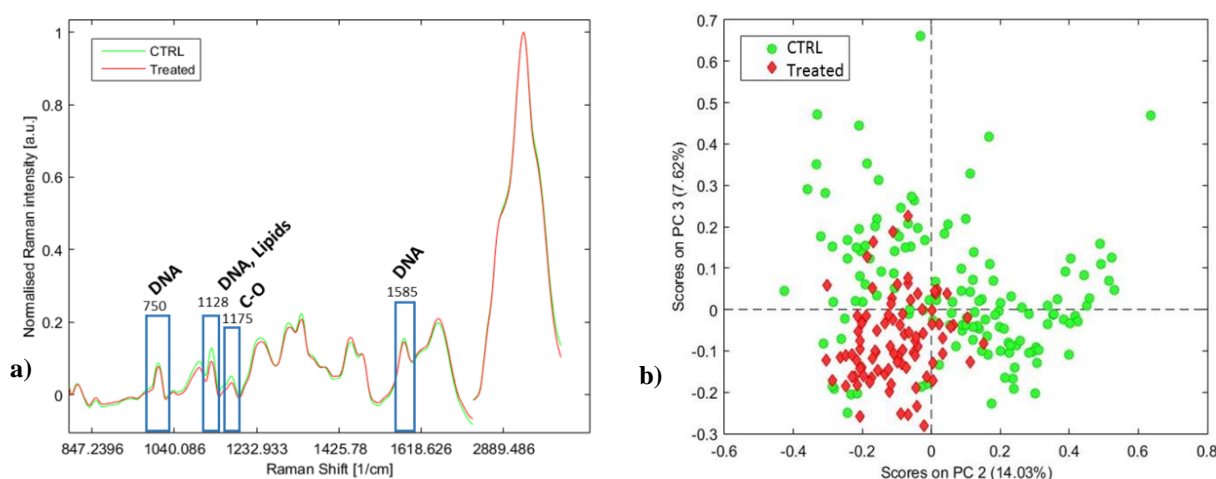 a)
Normalised Raman intensity [a.u.]
1
0.8
0.6
0.4
0.2
0
CTRL
Treated
DNA
750
DNA, Lipids
1128
C-O
1175
DNA
1585
847.2396
1040.086
1232.933
1425.78
1618.626
2889.486
Raman Shift [1/cm]
b)
Scores on PC 3 (7.62%)
0.7
0.6
0.5
0.4
0.3
0.2
0.1
0
-0.1
-0.2
-0.3
CTRL
Treated
-0.6
-0.4
-0.2
0
0.2
0.4
0.6
0.8
Scores on PC 2 (14.03%)